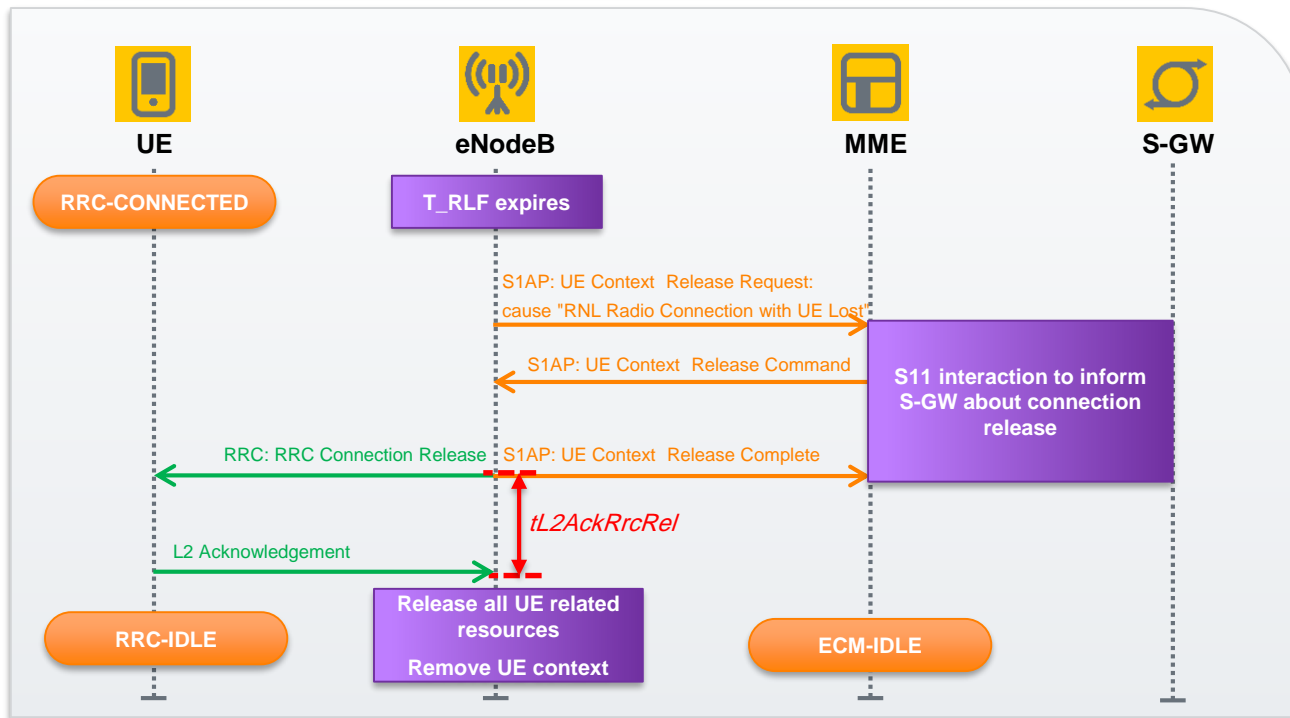 UE
eNodeB
MME
S-GW
RRC-CONNECTED
T_RLF expires
S1AP: UE Context Release Request:
cause "RNL Radio Connection with UE Lost"
S1AP: UE Context Release Command
S11 interaction to inform
S-GW about connection
release
RRC: RRC Connection Release
S1AP: UE Context Release Complete
tL2AckRrcRel
L2 Acknowledgement
Release all UE related
resources
Remove UE context
RRC-IDLE
ECM-IDLE